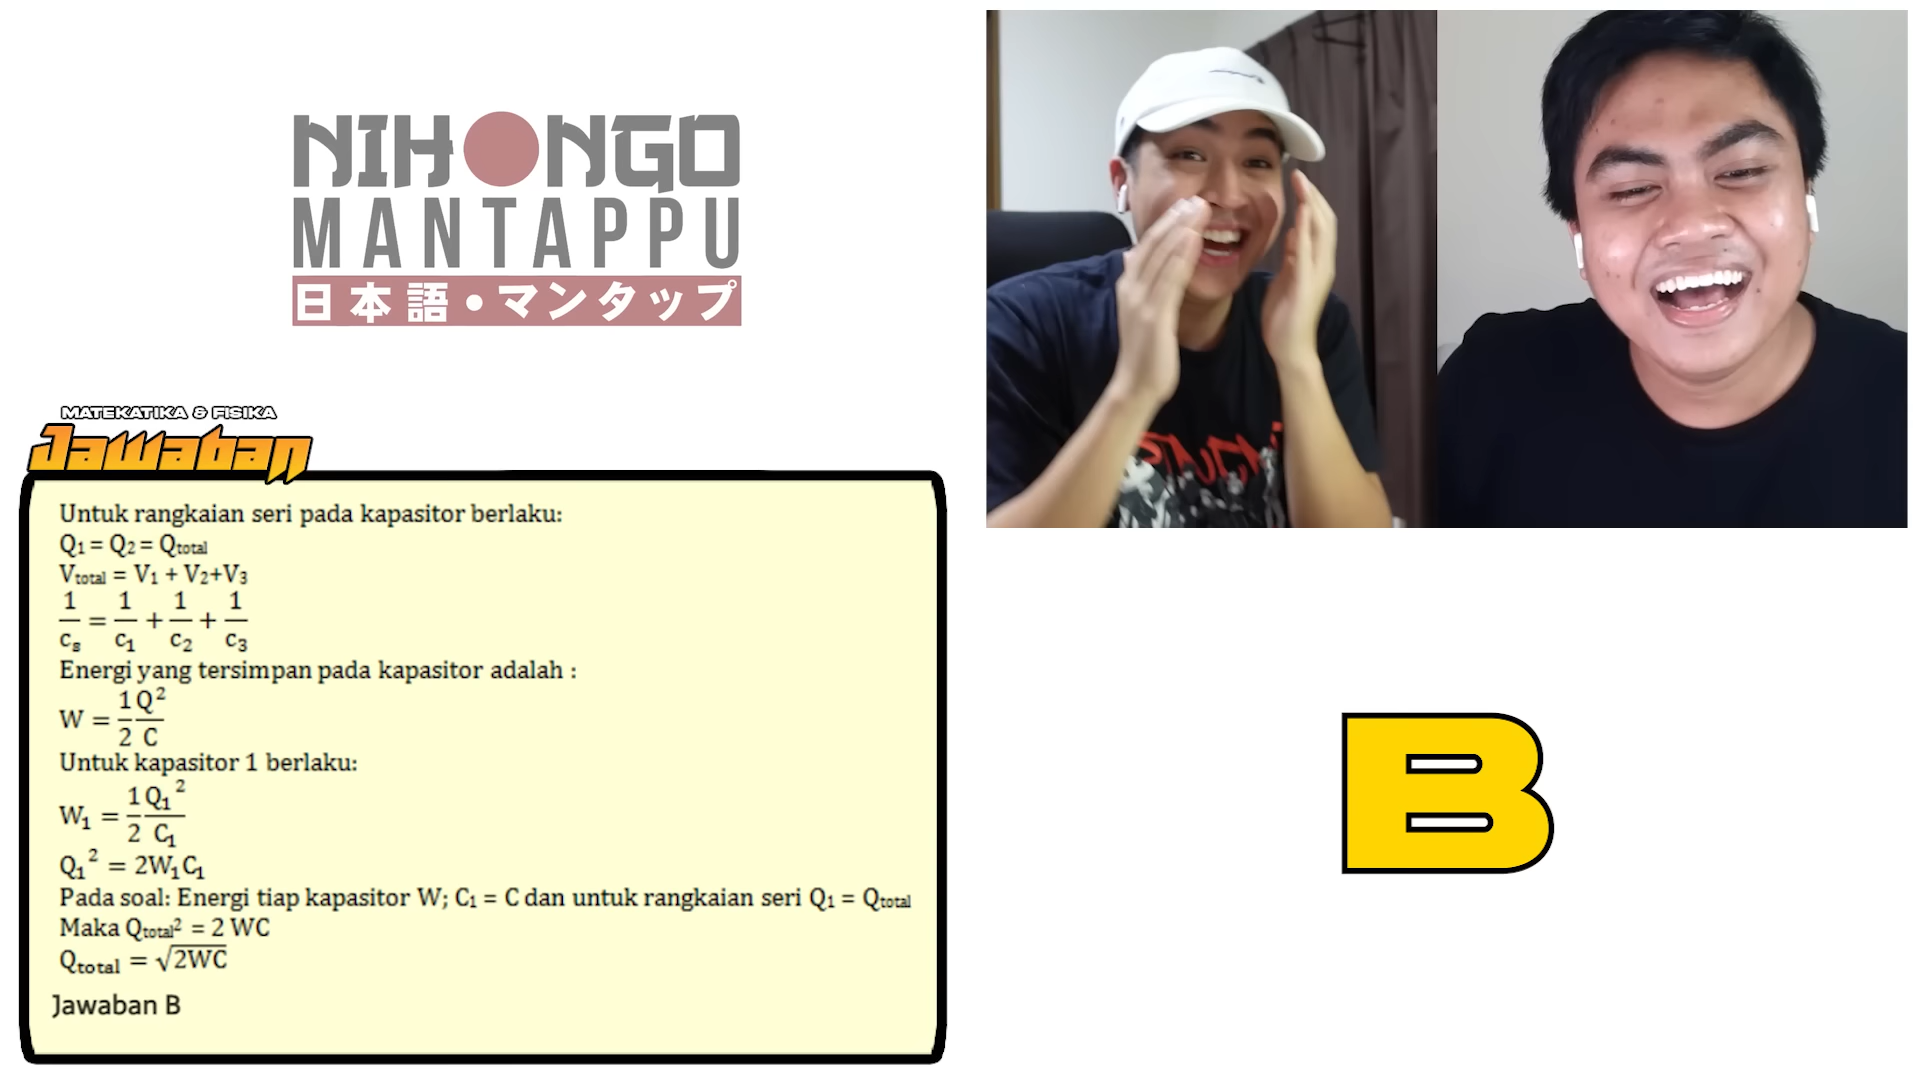 NIHONGO
MANTAPPU
日本語・マンタップ
MATEKATIKA & FISIKA
Jawaban
Untuk rangkaian seri pada kapasitor berlaku:
Q₁ = Q₂ = Qtotal
Vtotal = V₁ + V₂+V₃
1/cₛ = 1/c₁ + 1/c₂ + 1/c₃
Energi yang tersimpan pada kapasitor adalah :
W = 1/2 Q²/C
Untuk kapasitor 1 berlaku:
W₁ = 1/2 Q₁²/C₁
Q₁² = 2W₁C₁
Pada soal: Energi tiap kapasitor W; C₁ = C dan untuk rangkaian seri Q₁ = Qtotal
Maka Qtotal² = 2 WC
Qtotal = √2WC
Jawaban B
B